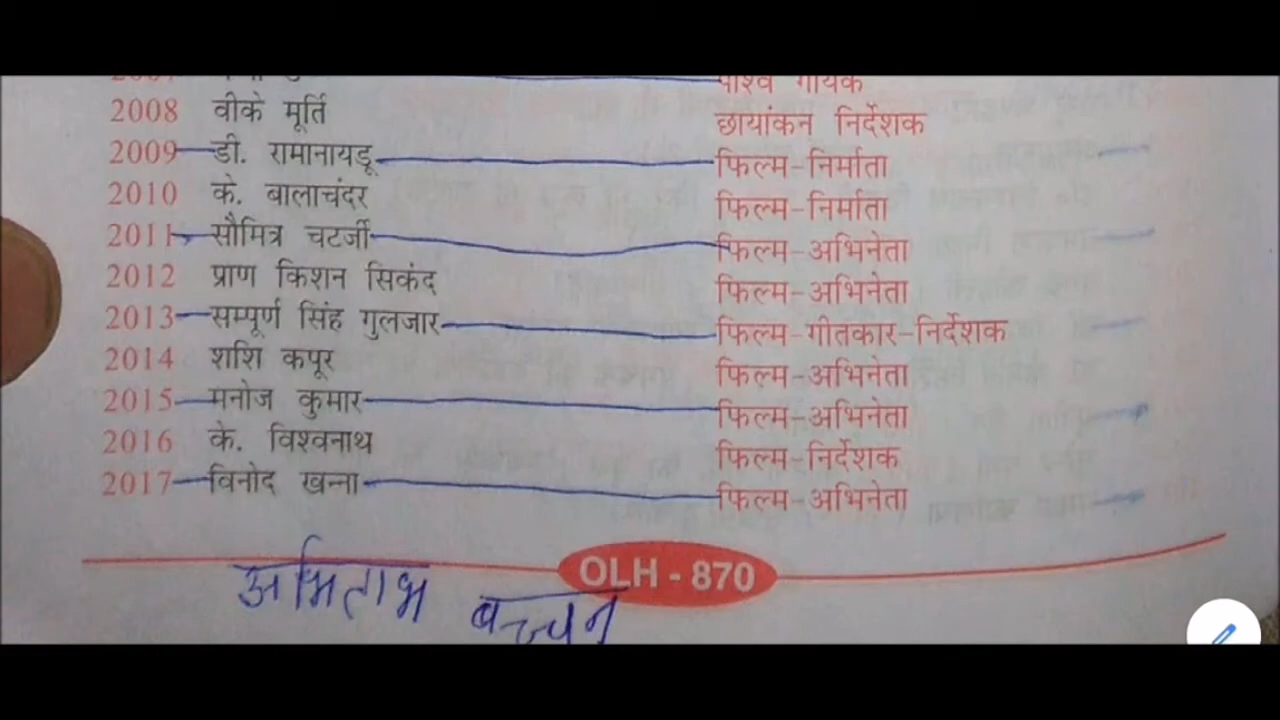 पार्श्व गायक
2008 वीके मूर्ति छायांकन निर्देशक
2009 डी. रामानायडू फिल्म-निर्माता
2010 के. बालाचंदर फिल्म-निर्माता
2011 सौमित्र चटर्जी फिल्म-अभिनेता
2012 प्राण किशन सिकंद फिल्म-अभिनेता
2013 सम्पूर्ण सिंह गुलजार फिल्म-गीतकार-निर्देशक
2014 शशि कपूर फिल्म-अभिनेता
2015 मनोज कुमार फिल्म-अभिनेता
2016 के. विश्वनाथ फिल्म-निर्देशक
2017 विनोद खन्ना फिल्म-अभिनेता
OLH - 870
अमिताभ बच्चन